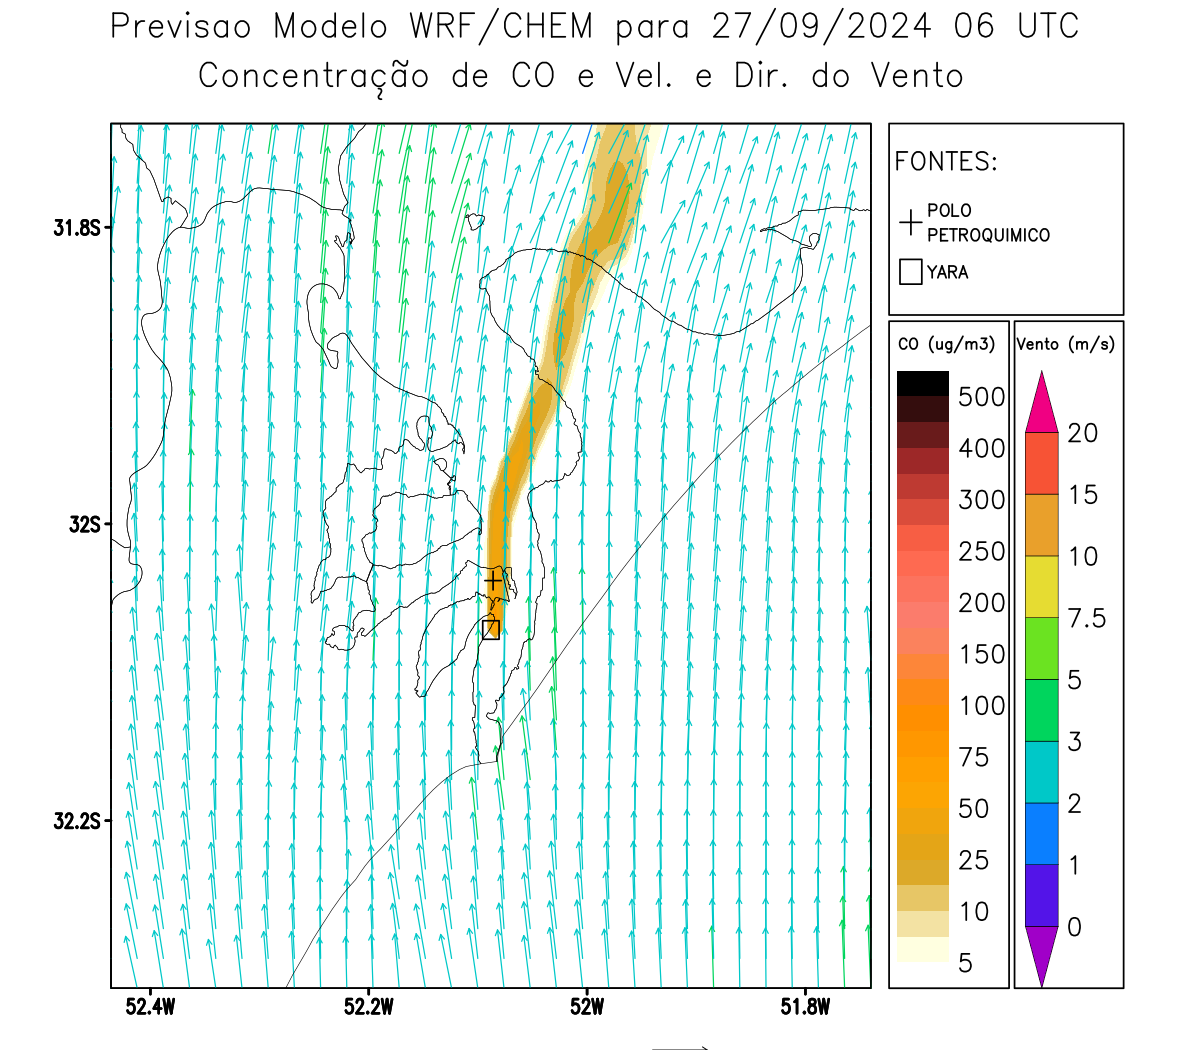 Previsao Modelo WRF/CHEM para 27/09/2024 06 UTC
Concentração de CO e Vel. e Dir. do Vento
FONTES:
POLO
PETROQUIMICO
YARA
31.8S
32S
32.2S
52.4W
52.2W
52W
51.8W
CO (ug/m3)
500
400
300
250
200
150
100
75
50
25
10
5
Vento (m/s)
20
15
10
7.5
5
3
2
1
0